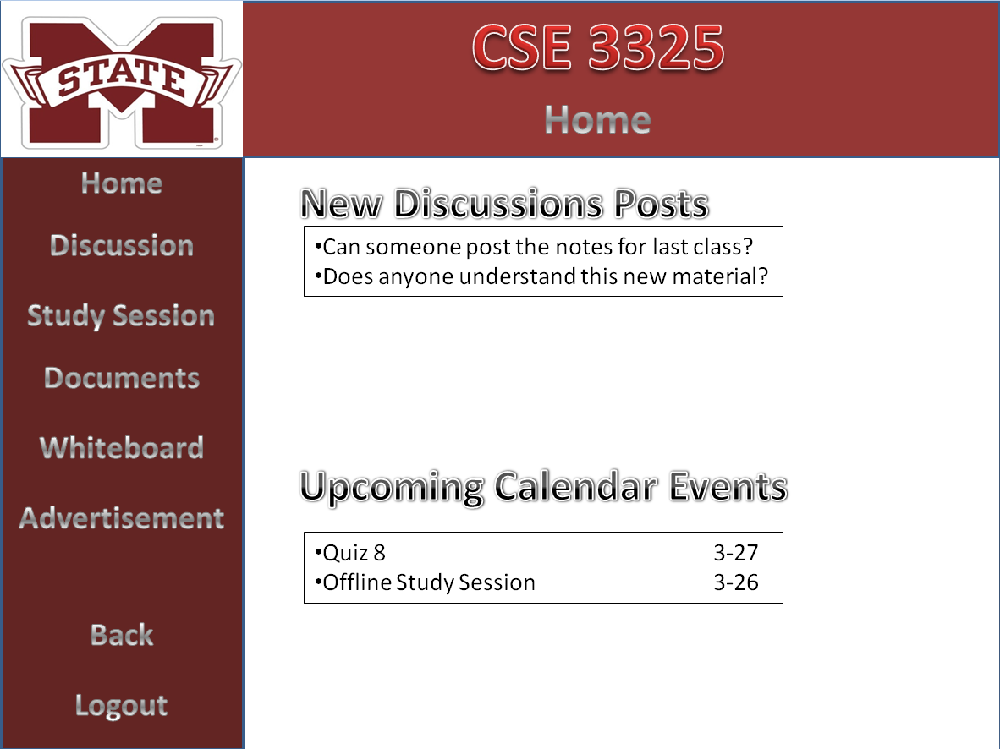 STATE
CSE 3325
Home
Home
Discussion
Study Session
Documents
Whiteboard
Advertisement
Back
Logout
New Discussions Posts
•Can someone post the notes for last class?
•Does anyone understand this new material?
Upcoming Calendar Events
•Quiz 8 3-27
•Offline Study Session 3-26